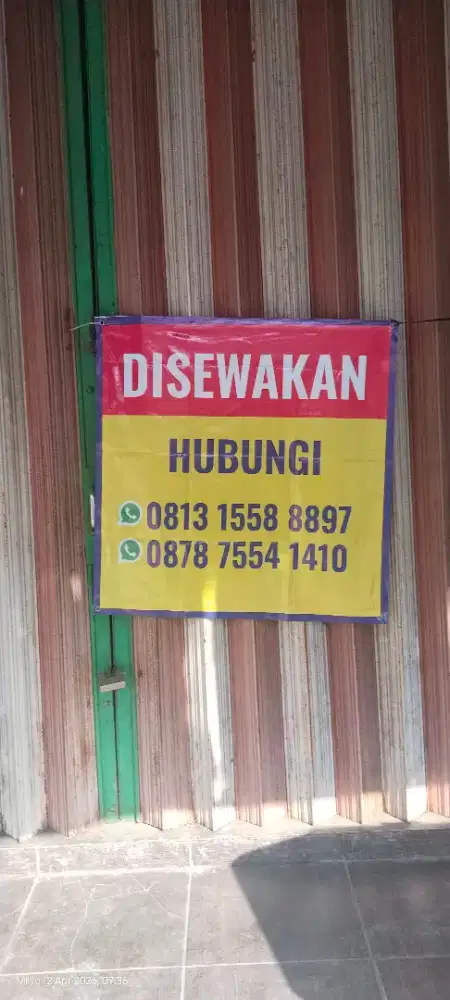 DISEWAKAN
HUBUNGI
0813 1558 8897
0878 7554 1410